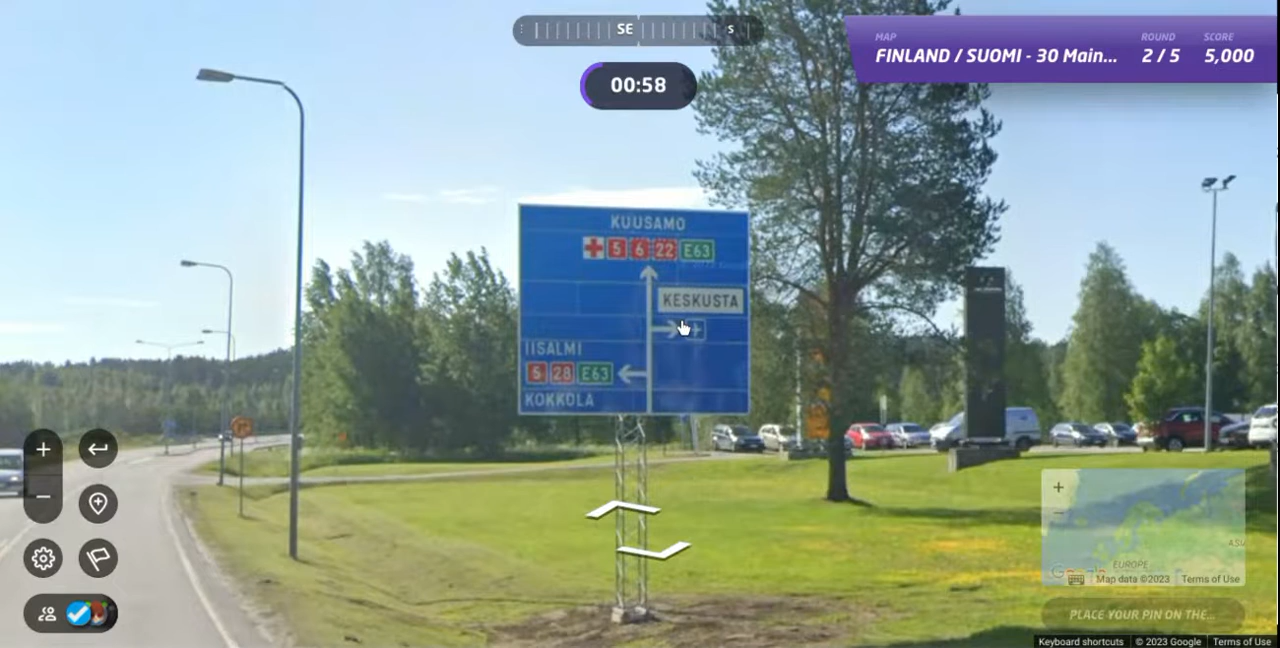 SE
S
00:58
MAP
FINLAND / SUOMI - 30 Main...
ROUND
2 / 5
SCORE
5,000
KUUSAMO
5 6 22 E63
KESKUSTA
IISALMI
5 28 E63
KOKKOLA
EUROPE
Map data ©2023 Terms of Use
PLACE YOUR PIN ON THE...
Keyboard shortcuts © 2023 Google Terms of Use